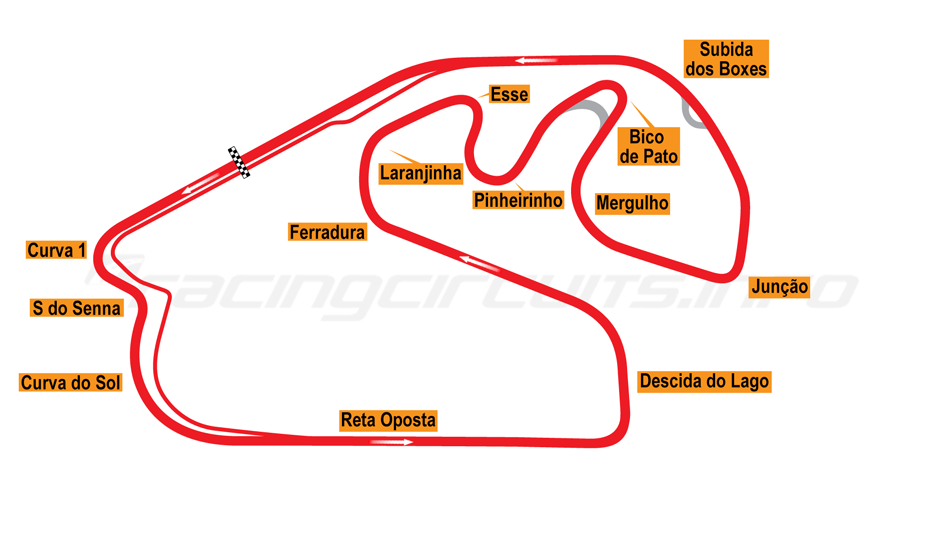 Subida
dos Boxes
Esse
Bico
de Pato
Laranjinha
Pinheirinho
Mergulho
Ferradura
Curva 1
racingcircuits.info
Junção
S do Senna
Curva do Sol
Descida do Lago
Reta Oposta